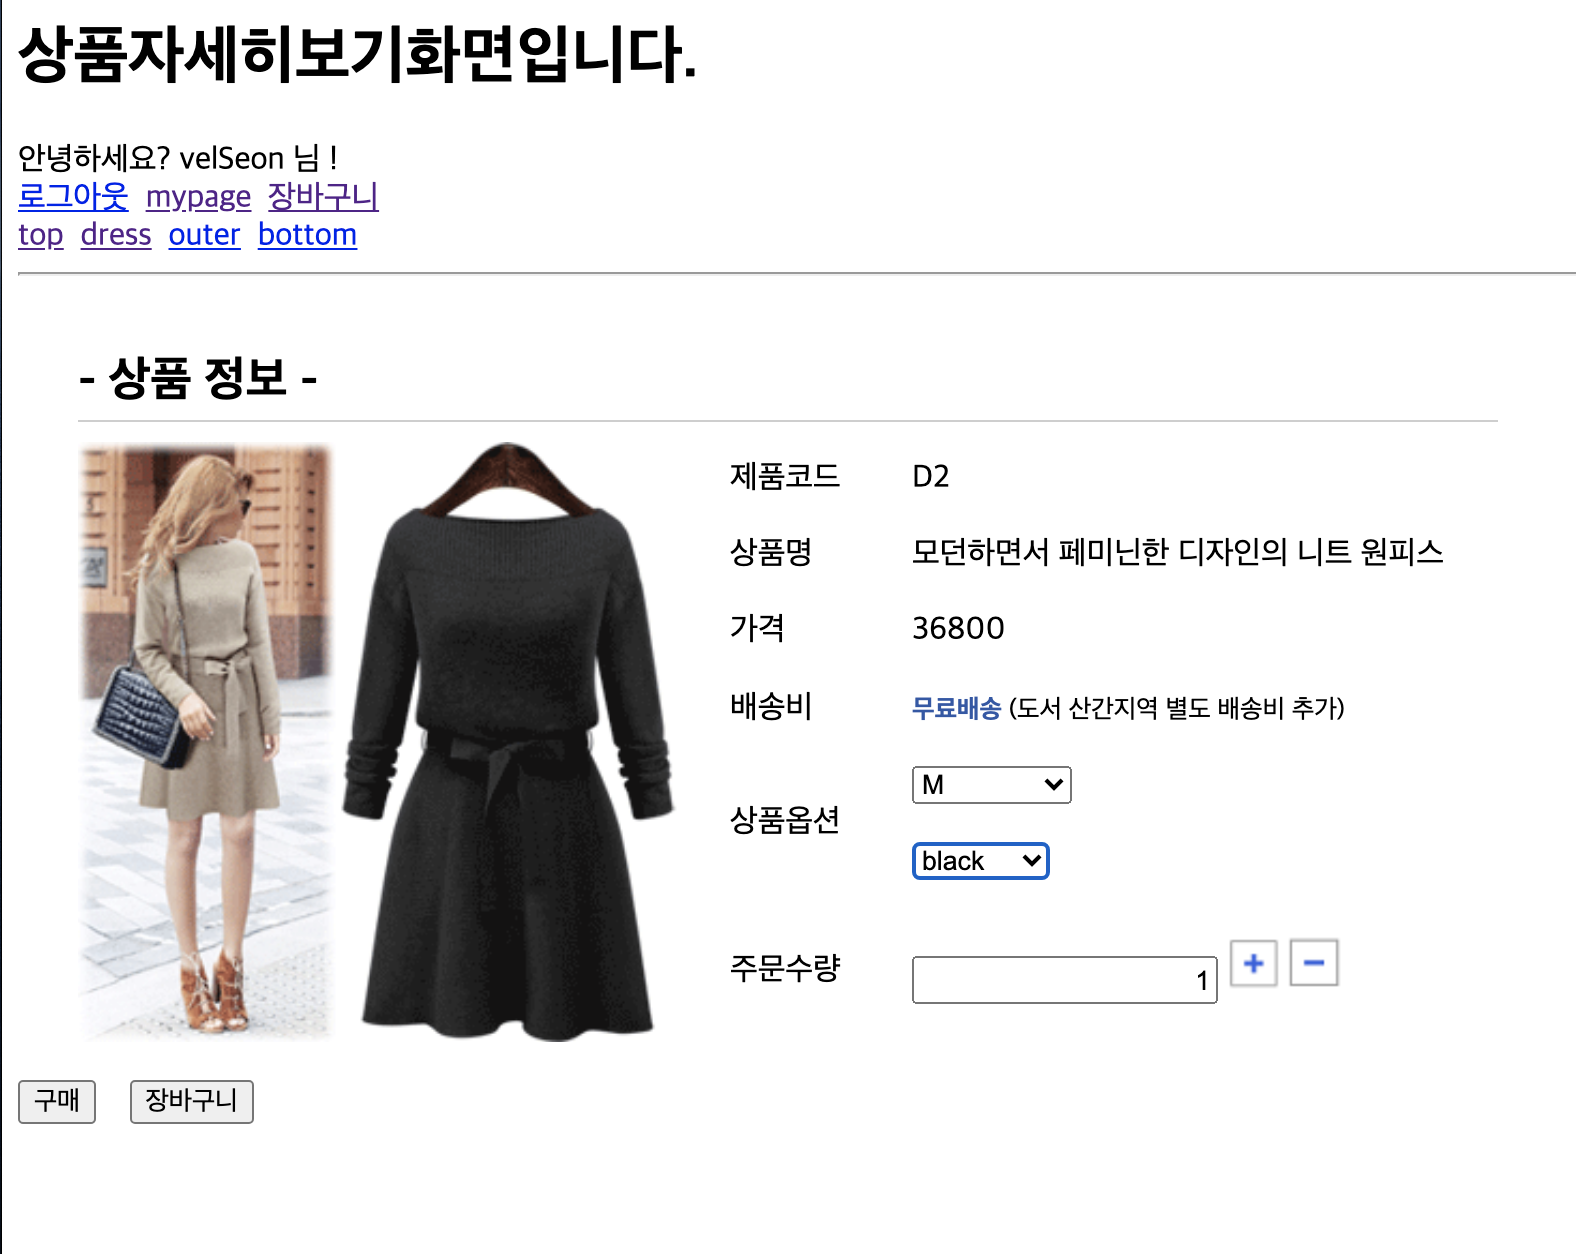 상품자세히보기화면입니다.
안녕하세요? velSeon 님 !
로그아웃 mypage 장바구니
top dress outer bottom
- 상품 정보 -
제품코드 D2
상품명 모던하면서 페미닌한 디자인의 니트 원피스
가격 36800
배송비 무료배송 (도서 산간지역 별도 배송비 추가)
상품옵션
M
black
주문수량 1 + −
구매 장바구니